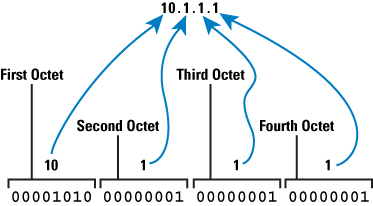 10.1.1.1
First Octet
Third Octet
Second Octet
Fourth Octet
10 1 1 1
00001010 00000001 00000001 00000001